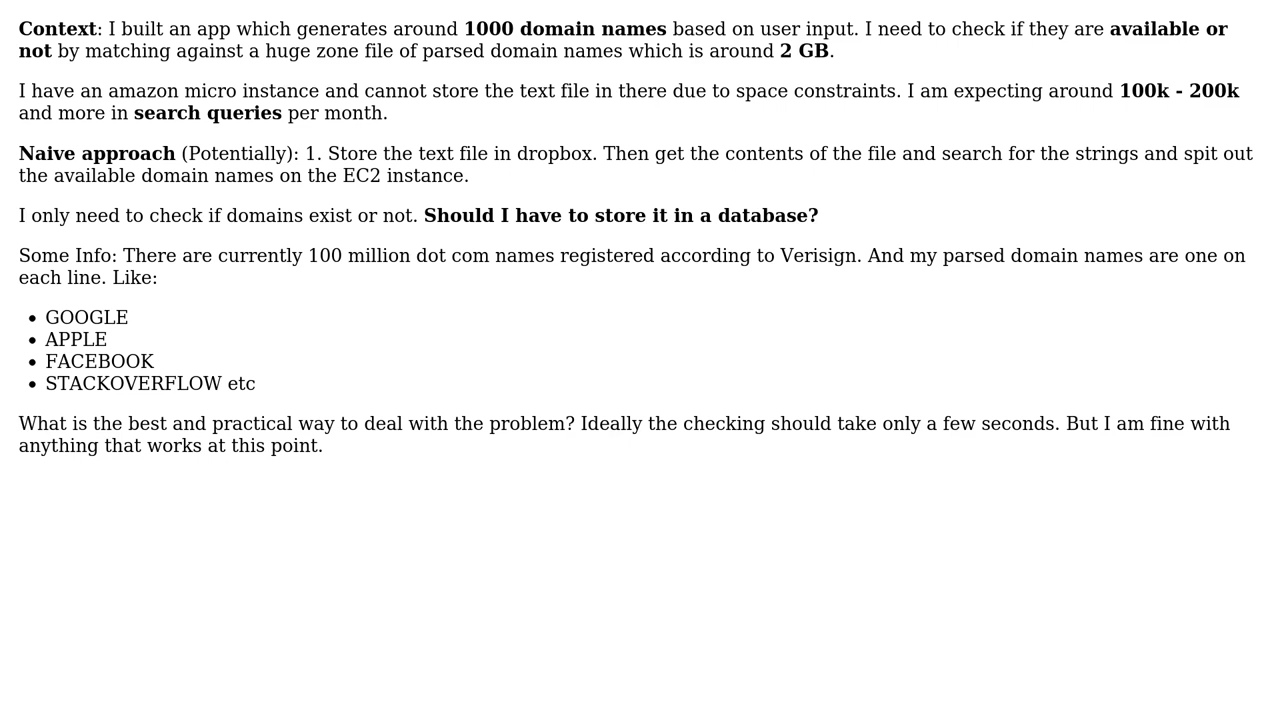 Context: I built an app which generates around 1000 domain names based on user input. I need to check if they are available or
not by matching against a huge zone file of parsed domain names which is around 2 GB.
I have an amazon micro instance and cannot store the text file in there due to space constraints. I am expecting around 100k - 200k
and more in search queries per month.
Naive approach (Potentially): 1. Store the text file in dropbox. Then get the contents of the file and search for the strings and spit out
the available domain names on the EC2 instance.
I only need to check if domains exist or not. Should I have to store it in a database?
Some Info: There are currently 100 million dot com names registered according to Verisign. And my parsed domain names are one on
each line. Like:
• GOOGLE
• APPLE
• FACEBOOK
• STACKOVERFLOW etc
What is the best and practical way to deal with the problem? Ideally the checking should take only a few seconds. But I am fine with
anything that works at this point.